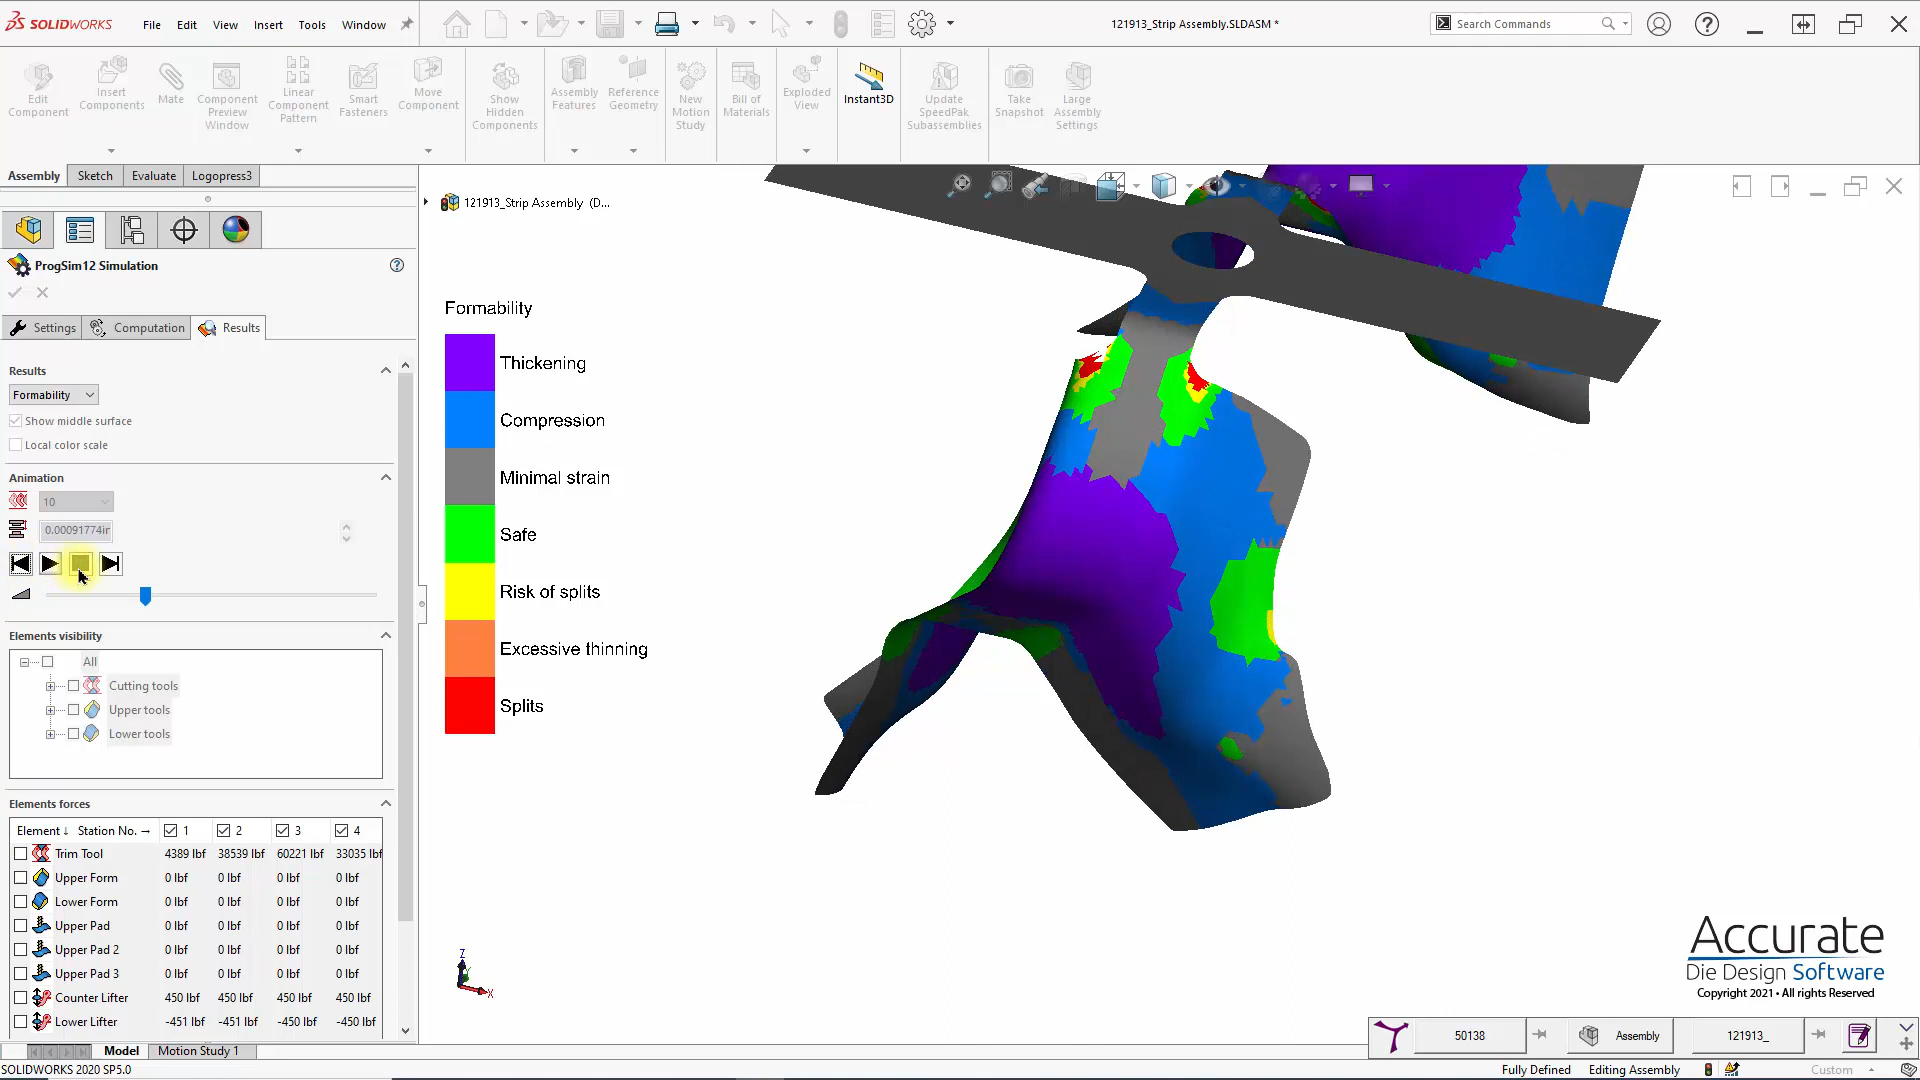 SOLIDWORKS File Edit View Insert Tools Window 121913_Strip Assembly.SLDASM * Search Commands
Edit Component
Insert Components
Mate
Component Preview Window
Linear Component Pattern
Smart Fasteners
Move Component
Show Hidden Components
Assembly Features
Reference Geometry
New Motion Study
Bill of Materials
Exploded View
Instant3D
Update SpeedPak Subassemblies
Take Snapshot
Large Assembly Settings
Assembly Sketch Evaluate Logopress3
121913_Strip Assembly (D...
ProgSim12 Simulation
Settings Computation Results
Results
Formability
Show middle surface
Local color scale
Animation
10
0.00091774in
Elements visibility
All
Cutting tools
Upper tools
Lower tools
Elements forces
Element↓ Station No. → 1 2 3 4
Trim Tool 4389 lbf 38539 lbf 60221 lbf 33035 lbf
Upper Form 0 lbf 0 lbf 0 lbf 0 lbf
Lower Form 0 lbf 0 lbf 0 lbf 0 lbf
Upper Pad 0 lbf 0 lbf 0 lbf 0 lbf
Upper Pad 2 0 lbf 0 lbf 0 lbf 0 lbf
Upper Pad 3 0 lbf 0 lbf 0 lbf 0 lbf
Counter Lifter 450 lbf 450 lbf 450 lbf 450 lbf
Lower Lifter -451 lbf -451 lbf -450 lbf -450 lbf
Formability
Thickening
Compression
Minimal strain
Safe
Risk of splits
Excessive thinning
Splits
Z
X
Accurate
Die Design Software
Copyright 2021 • All rights Reserved
50138 Assembly 121913_
Model Motion Study 1
SOLIDWORKS 2020 SP5.0 Fully Defined Editing Assembly Custom